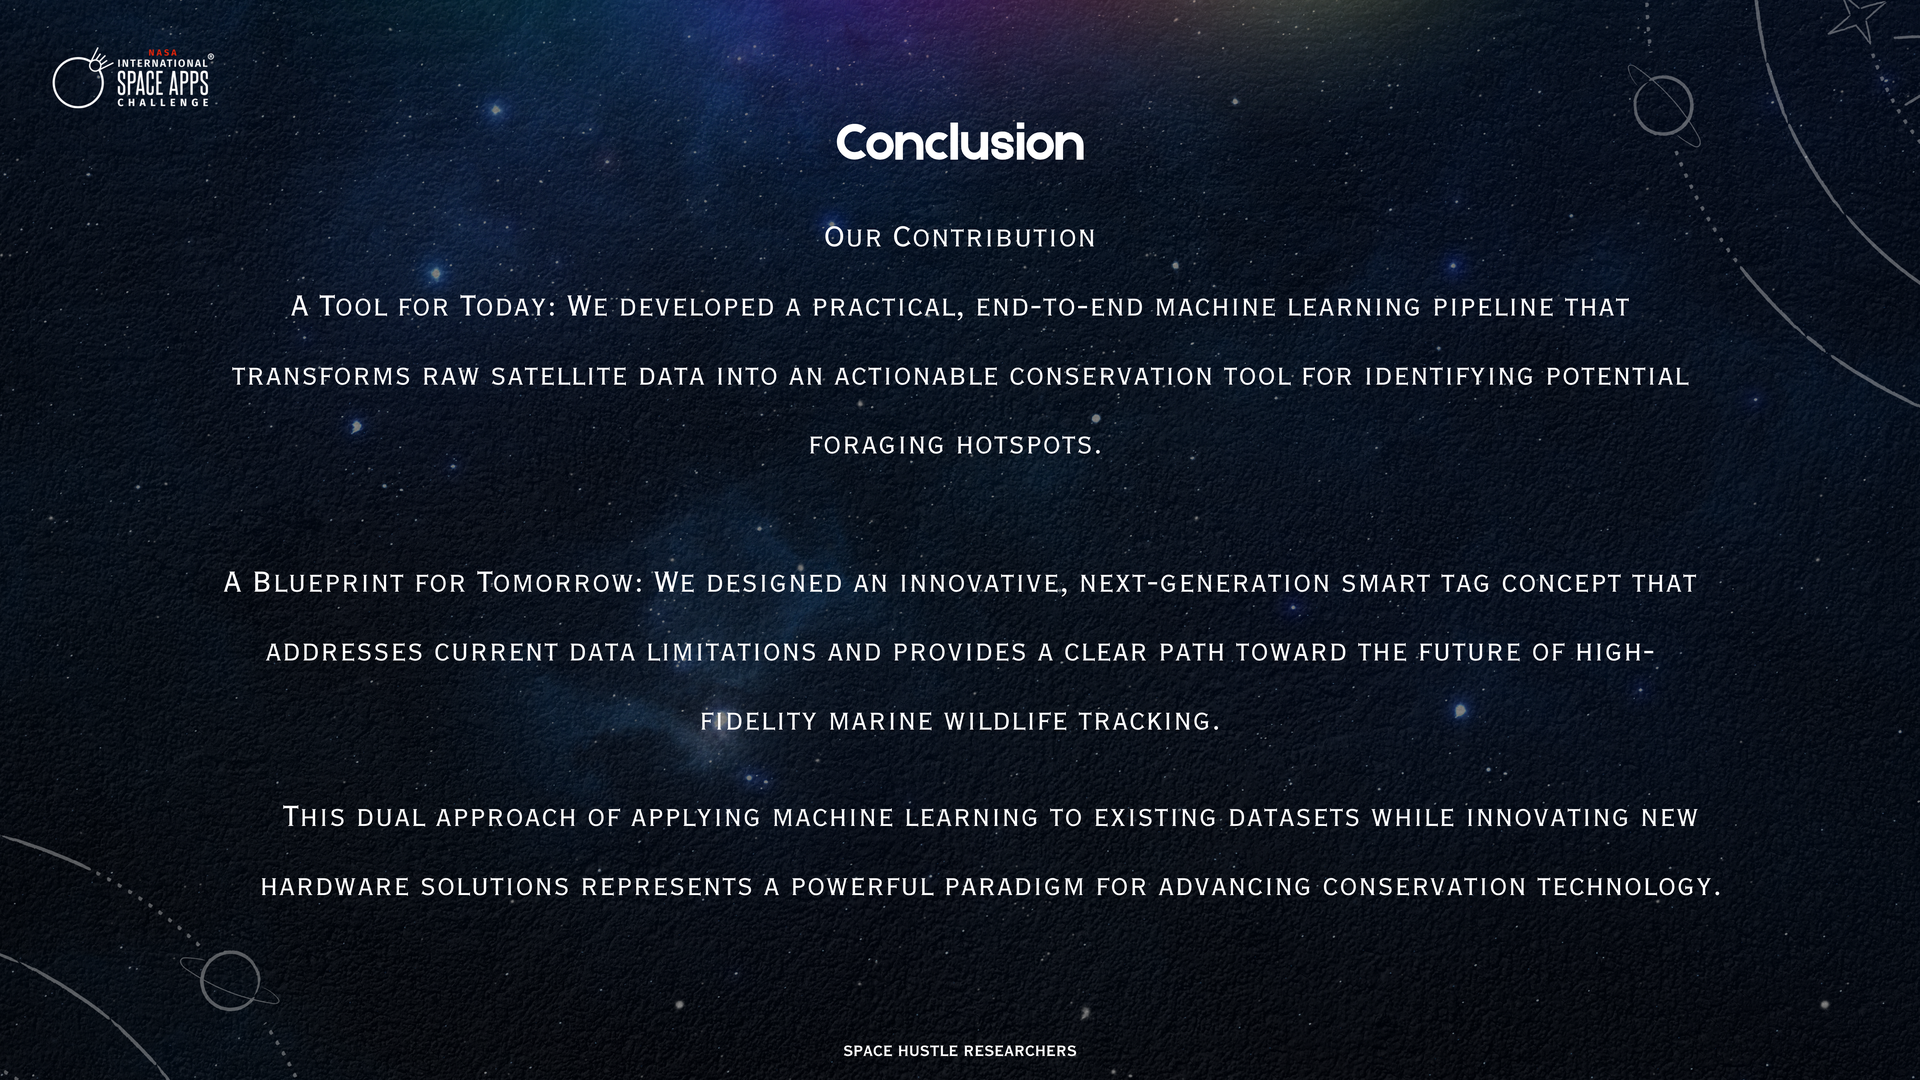 NASA
INTERNATIONAL®
SPACE APPS
CHALLENGE
Conclusion
Our Contribution
A Tool for Today: We developed a practical, end-to-end machine learning pipeline that
transforms raw satellite data into an actionable conservation tool for identifying potential
foraging hotspots.
A Blueprint for Tomorrow: We designed an innovative, next-generation smart tag concept that
addresses current data limitations and provides a clear path toward the future of high-
fidelity marine wildlife tracking.
This dual approach of applying machine learning to existing datasets while innovating new
hardware solutions represents a powerful paradigm for advancing conservation technology.
SPACE HUSTLE RESEARCHERS